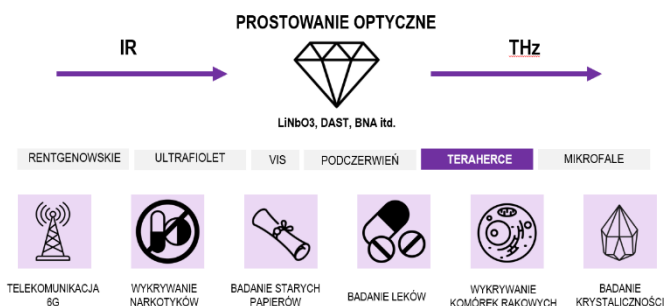 PROSTOWANIE OPTYCZNE
IR
THz
LiNbO3, DAST, BNA itd.
RENTGENOWSKIE
ULTRAFIOLET
VIS
PODCZERWIEŃ
TERAHERCE
MIKROFALE
TELEKOMUNIKACJA
6G
WYKRYWANIE
NARKOTYKÓW
BADANIE STARYCH
PAPIERÓW
BADANIE LEKÓW
WYKRYWANIE
KOMÓREK RAKOWYCH
BADANIE
KRYSTALICZNOŚCI